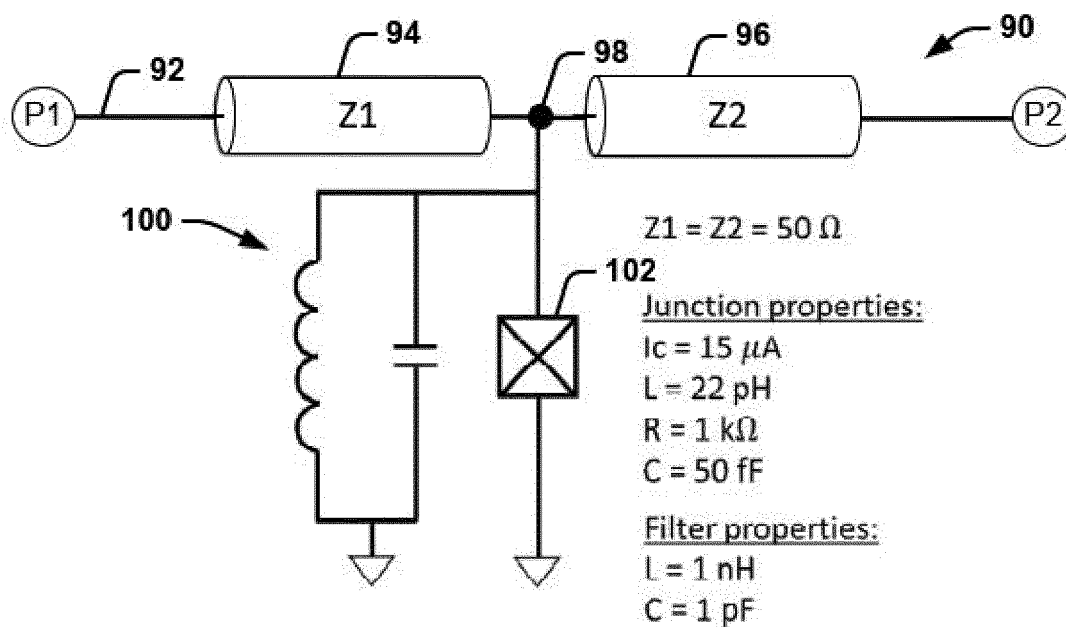 94
96
98
90
92
P1
Z1
Z2
P2
100
Z1 = Z2 = 50 Ω
102
Junction properties:
Ic = 15 μA
L = 22 pH
R = 1 kΩ
C = 50 fF
Filter properties:
L = 1 nH
C = 1 pF